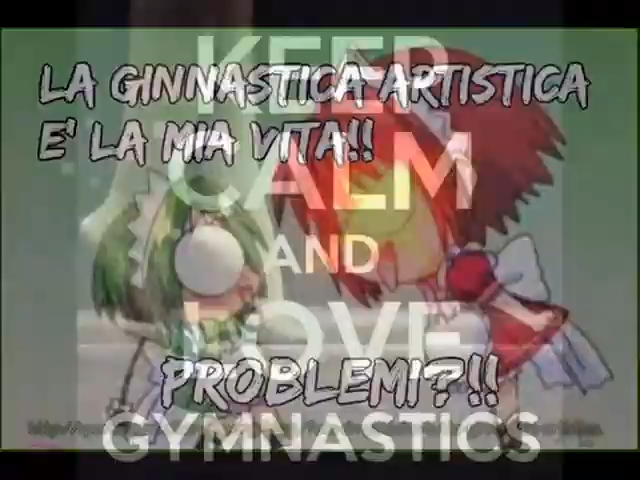 KEEP
LA GINNASTICA ARTISTICA
E' LA MIA VITA!!
CALM
AND
LOVE
PROBLEMI?!!
GYMNASTICS